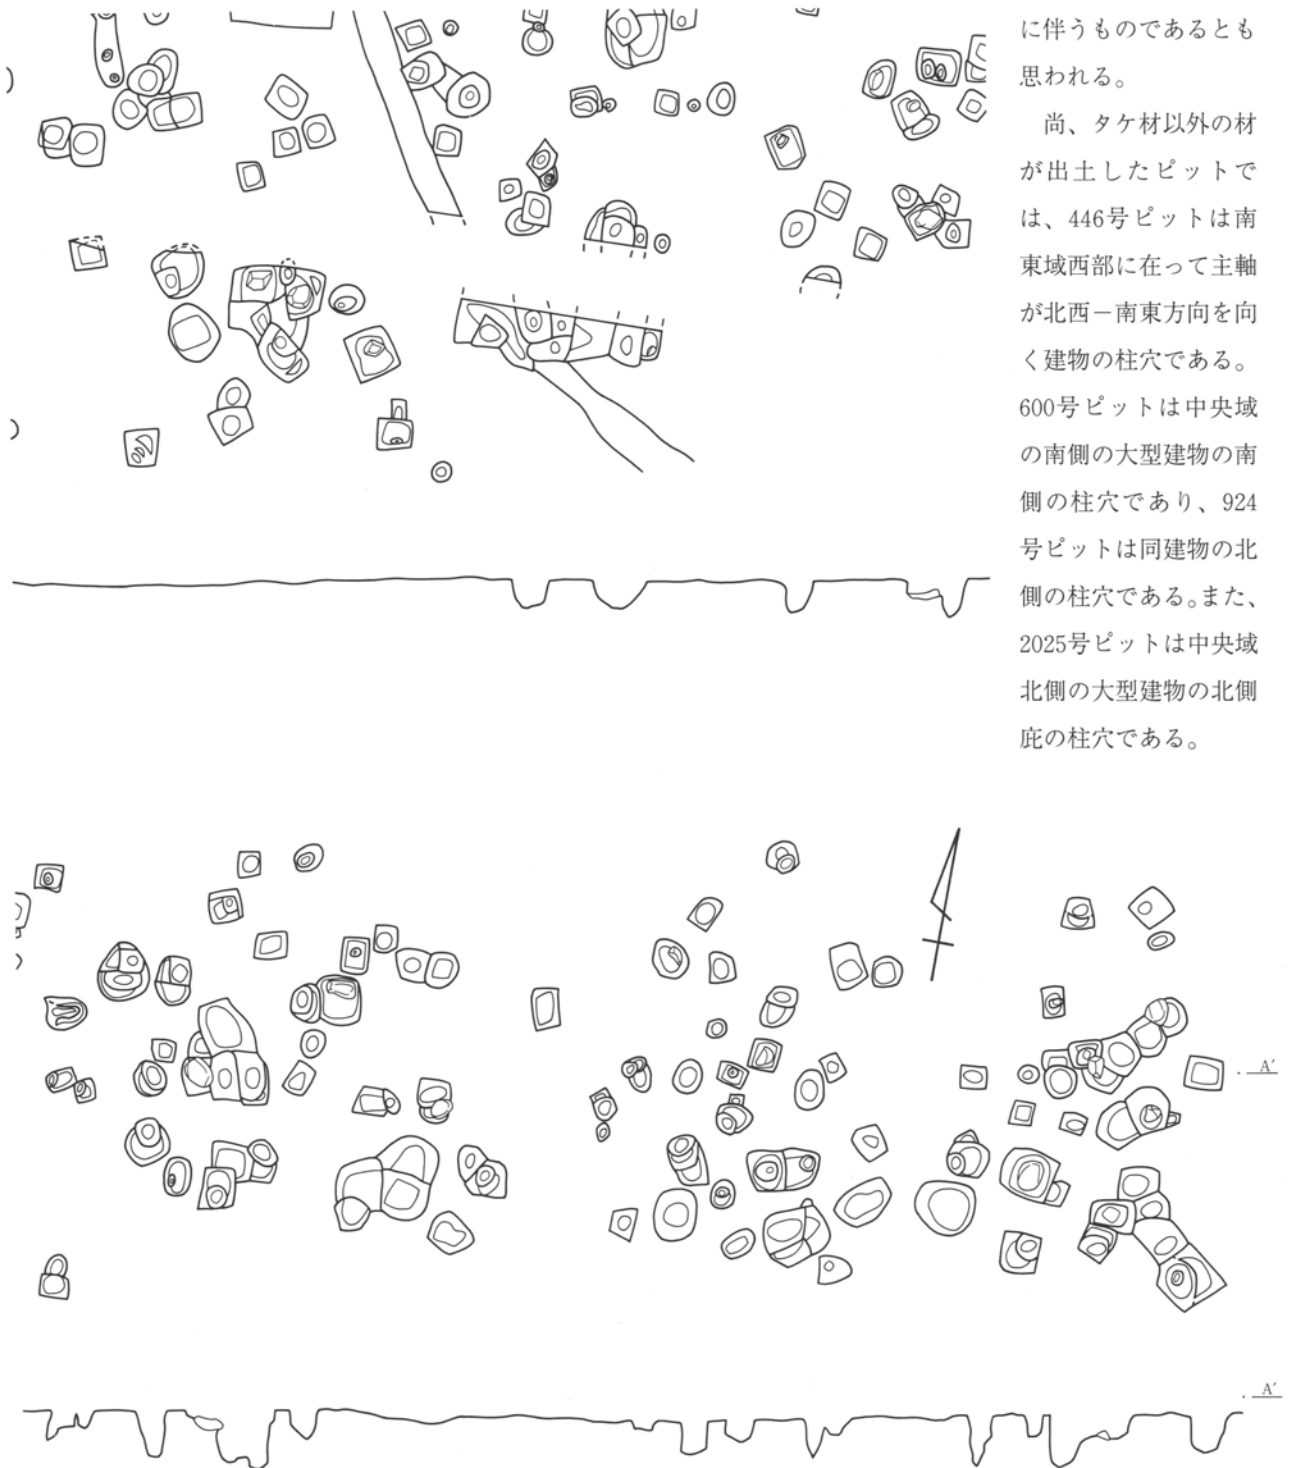 に伴うものであるとも
思われる。
　尚、タケ材以外の材
が出土したピットで
は、446号ピットは南
東域西部に在って主軸
が北西－南東方向を向
く建物の柱穴である。
600号ピットは中央域
の南側の大型建物の南
側の柱穴であり、924
号ピットは同建物の北
側の柱穴である。また、
2025号ピットは中央域
北側の大型建物の北側
庇の柱穴である。
A′
A′